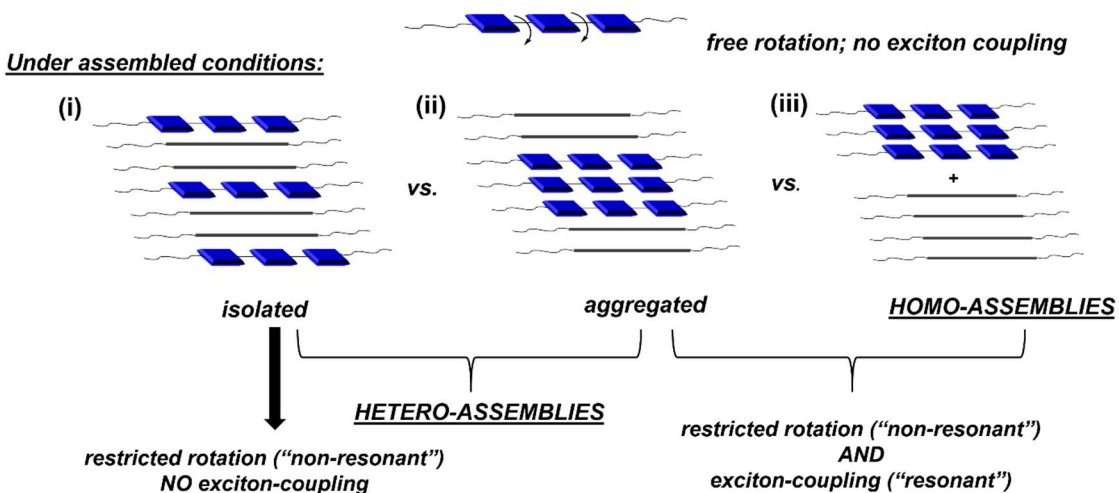 free rotation; no exciton coupling
Under assembled conditions:
(i)
(ii)
(iii)
vs.
vs.
+
isolated
aggregated
HOMO-ASSEMBLIES
HETERO-ASSEMBLIES
restricted rotation (“non-resonant”)
NO exciton-coupling
restricted rotation (“non-resonant”)
AND
exciton-coupling (“resonant”)